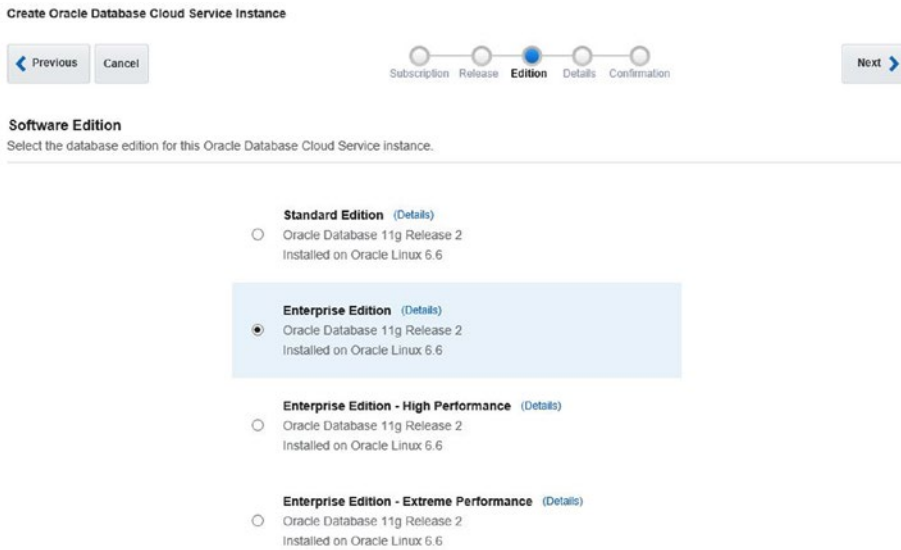 Create Oracle Database Cloud Service Instance
Previous
Cancel
Subscription Release Edition Details Confirmation
Next
Software Edition
Select the database edition for this Oracle Database Cloud Service instance.
Standard Edition (Details)
Oracle Database 11g Release 2
Installed on Oracle Linux 6.6
Enterprise Edition (Details)
Oracle Database 11g Release 2
Installed on Oracle Linux 6.6
Enterprise Edition - High Performance (Details)
Oracle Database 11g Release 2
Installed on Oracle Linux 6.6
Enterprise Edition - Extreme Performance (Details)
Oracle Database 11g Release 2
Installed on Oracle Linux 6.6